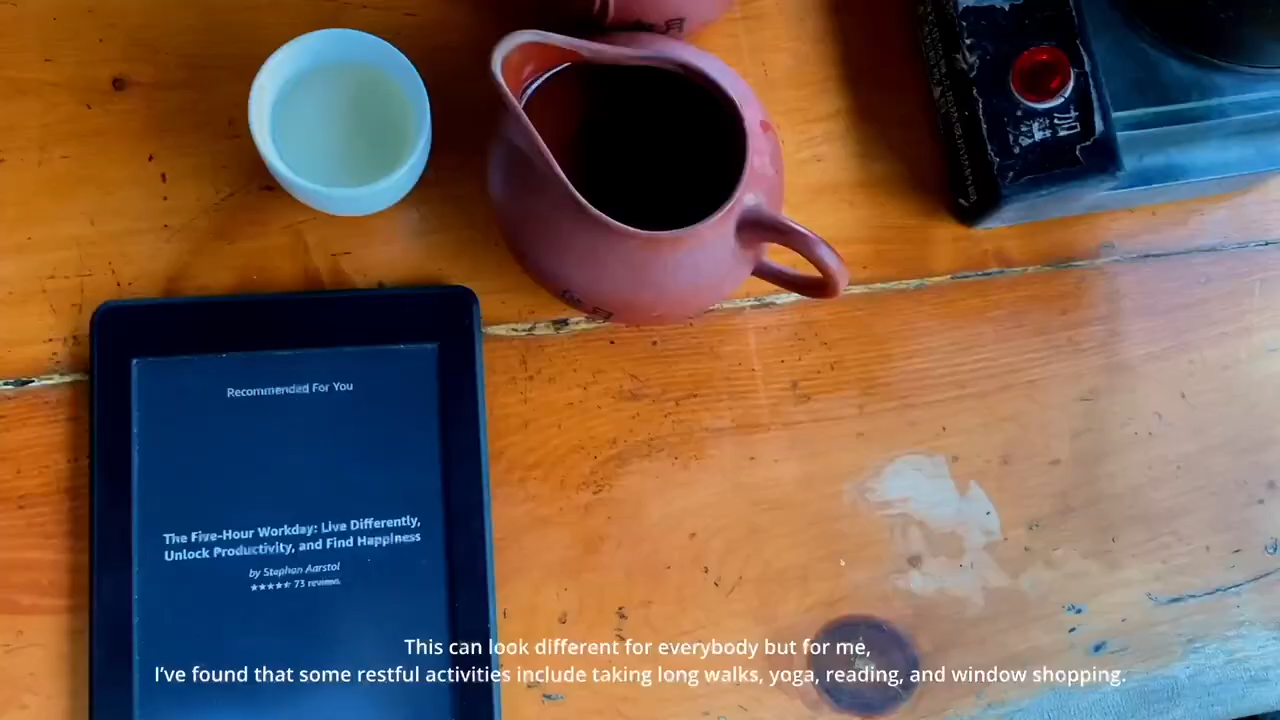 Recommended For You
The Five-Hour Workday: Live Differently,
Unlock Productivity, and Find Happiness
by Stephan Aarstol
73 reviews
This can look different for everybody but for me,
I've found that some restful activities include taking long walks, yoga, reading, and window shopping.